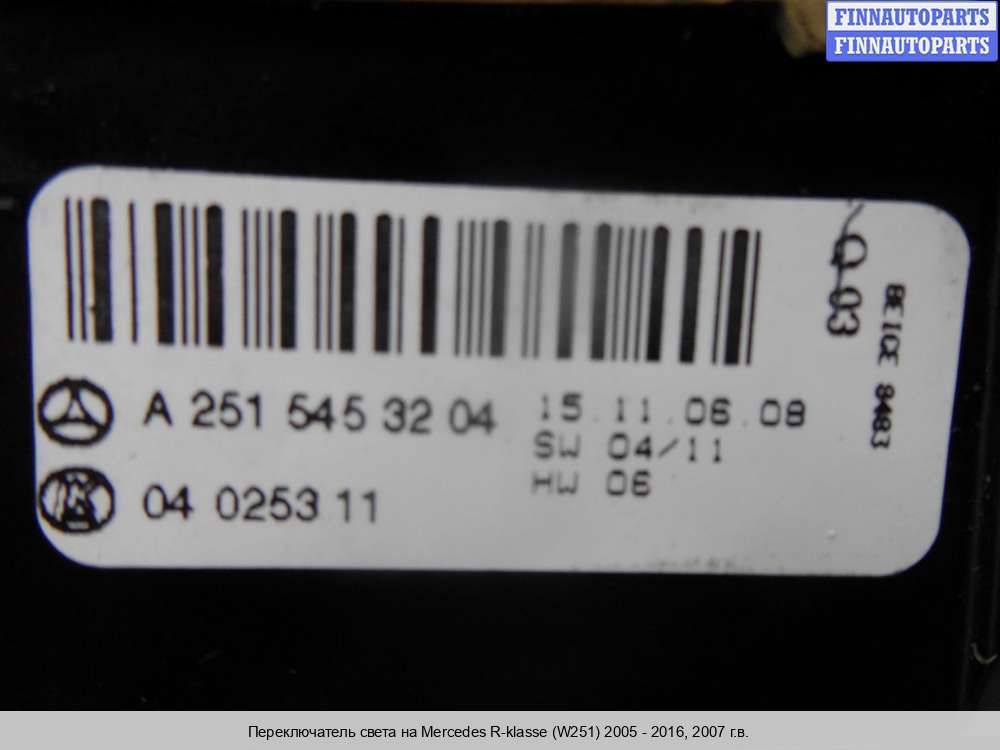 FINNAUTOPARTS
FINNAUTOPARTS
Q-03
BEIGE 8483
A 251 545 32 04
15.11.06.08
SW 04/11
HW 06
04 0253 11
Переключатель света на Mercedes R-klasse (W251) 2005 - 2016, 2007 г.в.